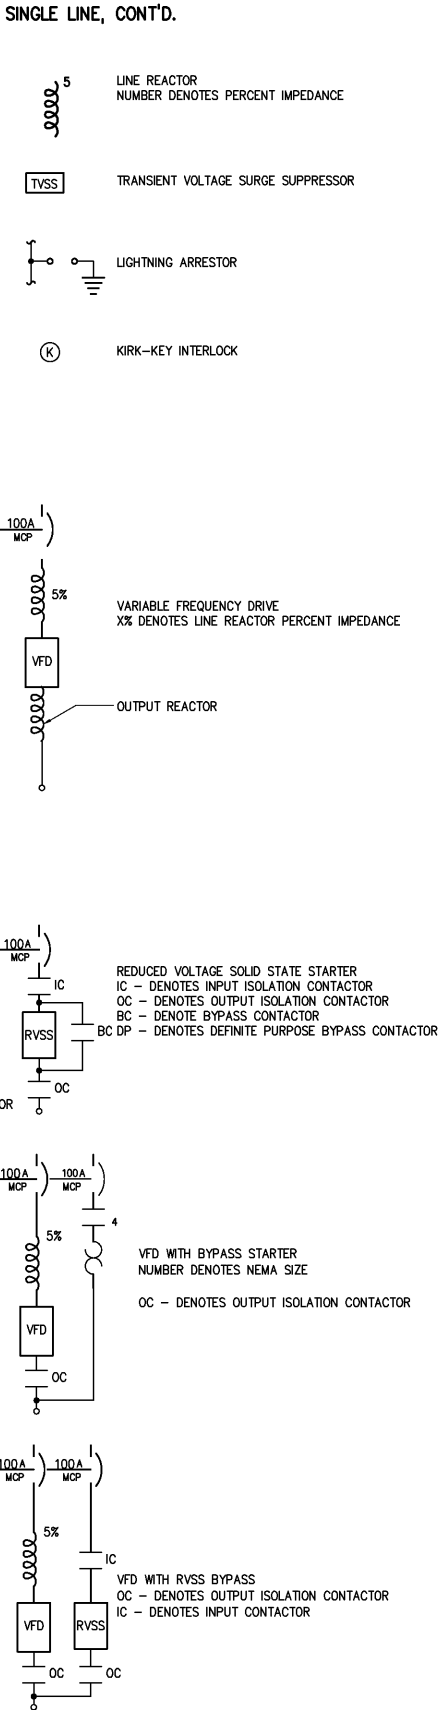 SINGLE LINE, CONT'D.
5
LINE REACTOR
NUMBER DENOTES PERCENT IMPEDANCE
TVSS
TRANSIENT VOLTAGE SURGE SUPPRESSOR
LIGHTNING ARRESTOR
K
KIRK-KEY INTERLOCK
100A
MCP
5%
VARIABLE FREQUENCY DRIVE
X% DENOTES LINE REACTOR PERCENT IMPEDANCE
VFD
OUTPUT REACTOR
100A
MCP
REDUCED VOLTAGE SOLID STATE STARTER
IC
IC - DENOTES INPUT ISOLATION CONTACTOR
OC - DENOTES OUTPUT ISOLATION CONTACTOR
BC - DENOTE BYPASS CONTACTOR
RVSS
BC
DP - DENOTES DEFINITE PURPOSE BYPASS CONTACTOR
OC
OR
100A
MCP
100A
MCP
4
5%
VFD WITH BYPASS STARTER
NUMBER DENOTES NEMA SIZE
OC - DENOTES OUTPUT ISOLATION CONTACTOR
VFD
OC
100A
MCP
100A
MCP
5%
IC
VFD WITH RVSS BYPASS
OC - DENOTES OUTPUT ISOLATION CONTACTOR
IC - DENOTES INPUT CONTACTOR
VFD
RVSS
OC
OC